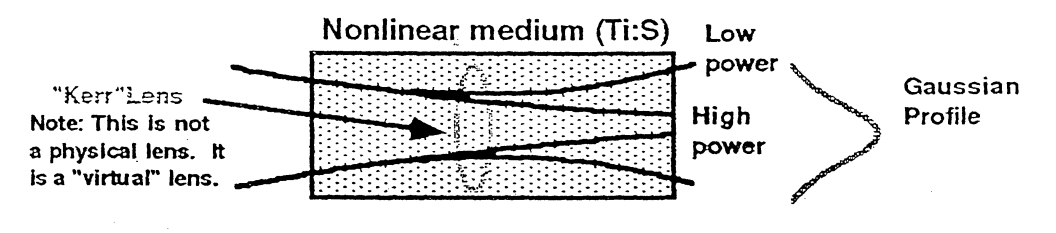 Nonlinear medium (Ti:S)
Low
power
"Kerr"Lens
Note: This is not
a physical lens. It
is a "virtual" lens.
High
power
Gaussian
Profile